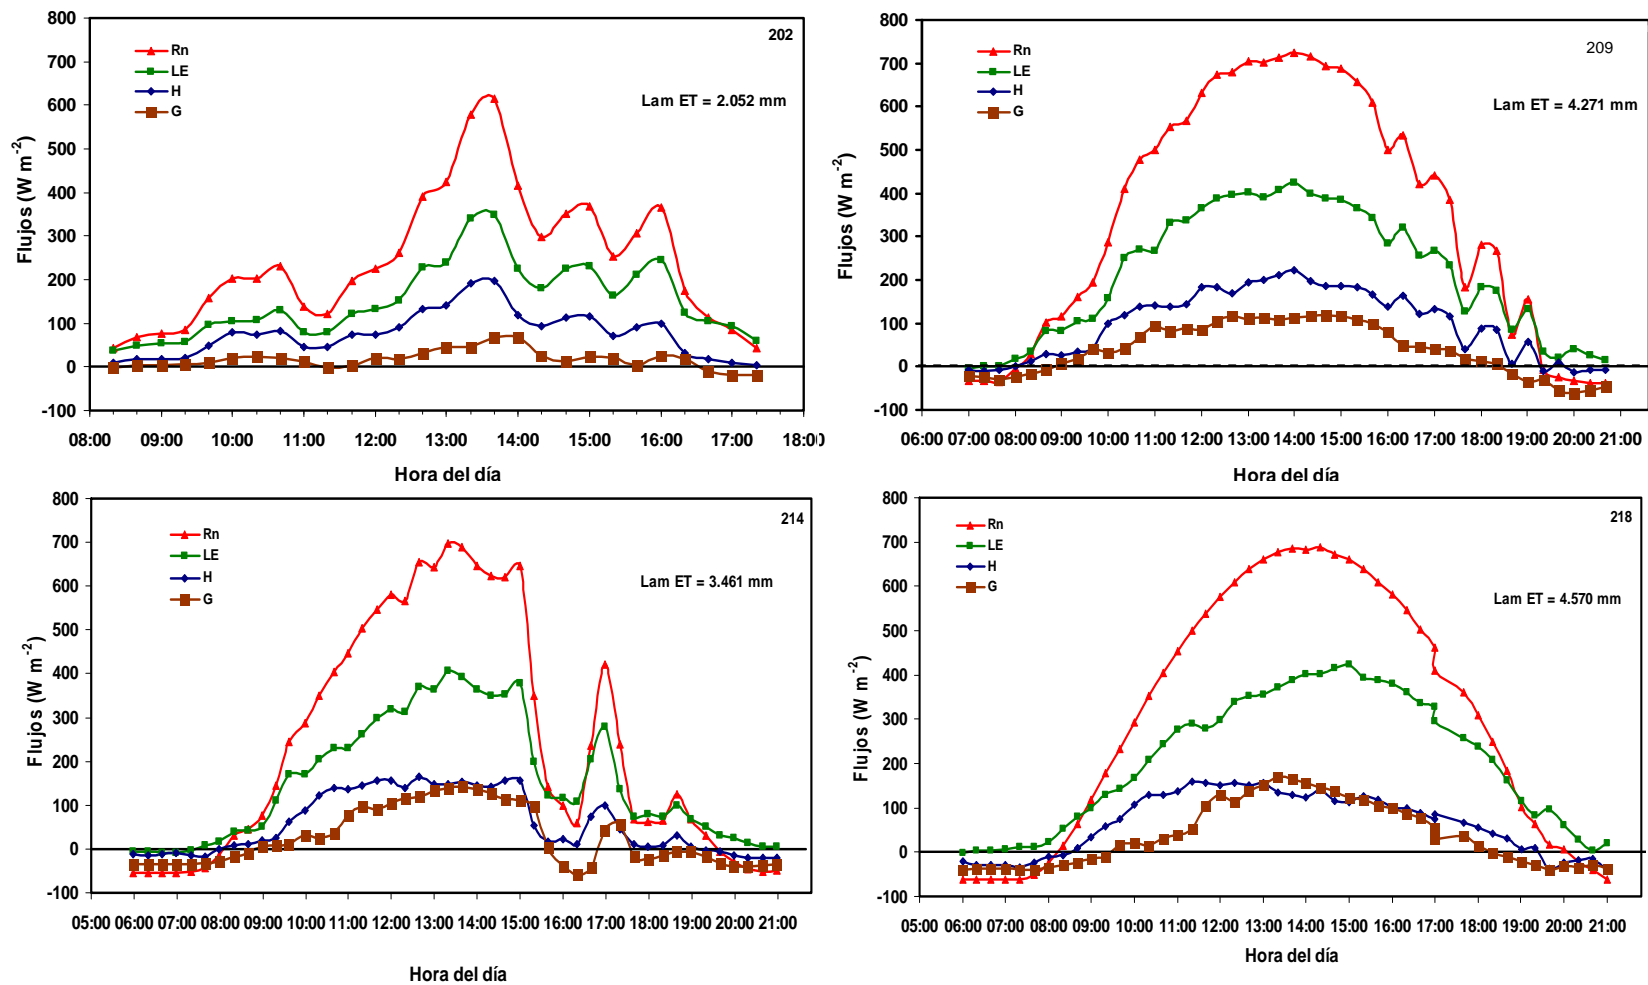 800
700
600
500
400
300
200
100
0
-100
Flujos (W m-2)
Rn
LE
H
G
202
Lam ET = 2.052 mm
08:00 09:00 10:00 11:00 12:00 13:00 14:00 15:00 16:00 17:00 18:00
Hora del día
800
700
600
500
400
300
200
100
0
-100
Flujos (W m-2)
Rn
LE
H
G
209
Lam ET = 4.271 mm
06:00 07:00 08:00 09:00 10:00 11:00 12:00 13:00 14:00 15:00 16:00 17:00 18:00 19:00 20:00 21:00
Hora del día
800
700
600
500
400
300
200
100
0
-100
Flujos (W m-2)
Rn
LE
H
G
214
Lam ET = 3.461 mm
05:00 06:00 07:00 08:00 09:00 10:00 11:00 12:00 13:00 14:00 15:00 16:00 17:00 18:00 19:00 20:00 21:00
Hora del día
800
700
600
500
400
300
200
100
0
-100
Flujos (W m-2)
Rn
LE
H
G
218
Lam ET = 4.570 mm
05:00 06:00 07:00 08:00 09:00 10:00 11:00 12:00 13:00 14:00 15:00 16:00 17:00 18:00 19:00 20:00 21:00
Hora del día